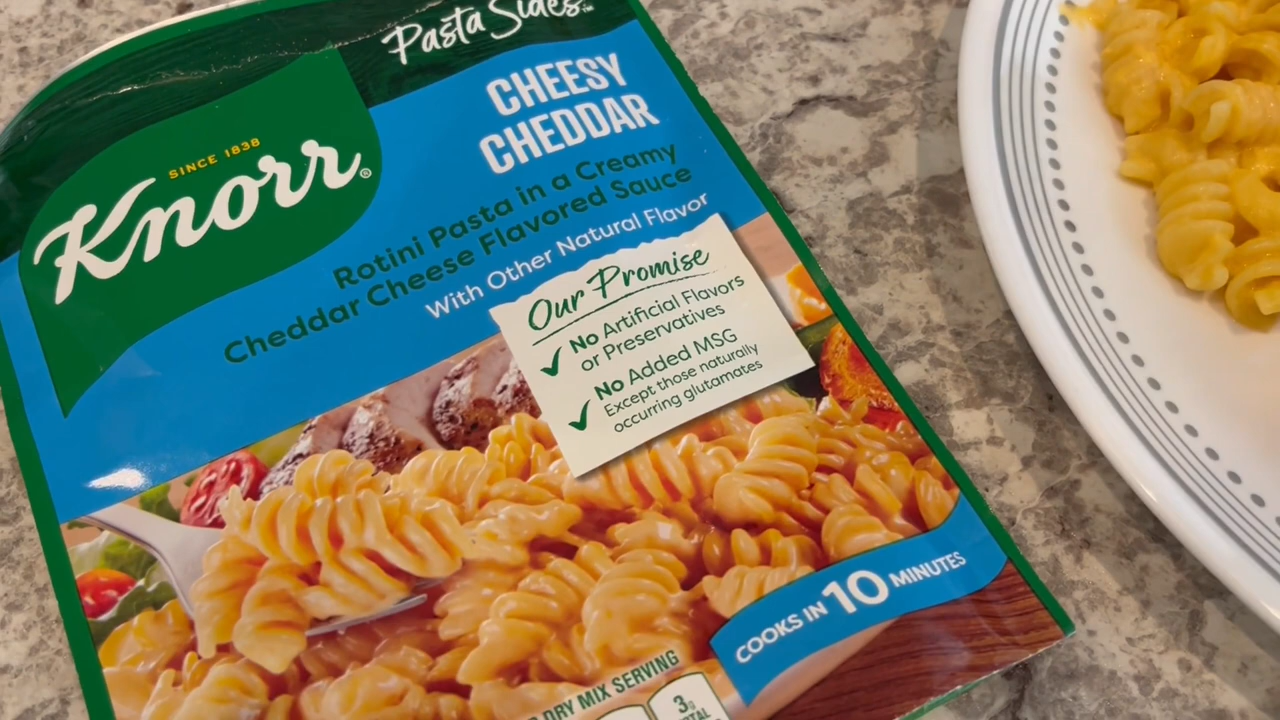 Pasta Sides™
CHEESY
CHEDDAR
SINCE 1838
Knorr®
Rotini Pasta in a Creamy
Cheddar Cheese Flavored Sauce
With Other Natural Flavor
Our Promise
✓ No Artificial Flavors
or Preservatives
✓ No Added MSG
Except those naturally
occurring glutamates
COOKS IN 10 MINUTES
DRY MIX SERVING
3g